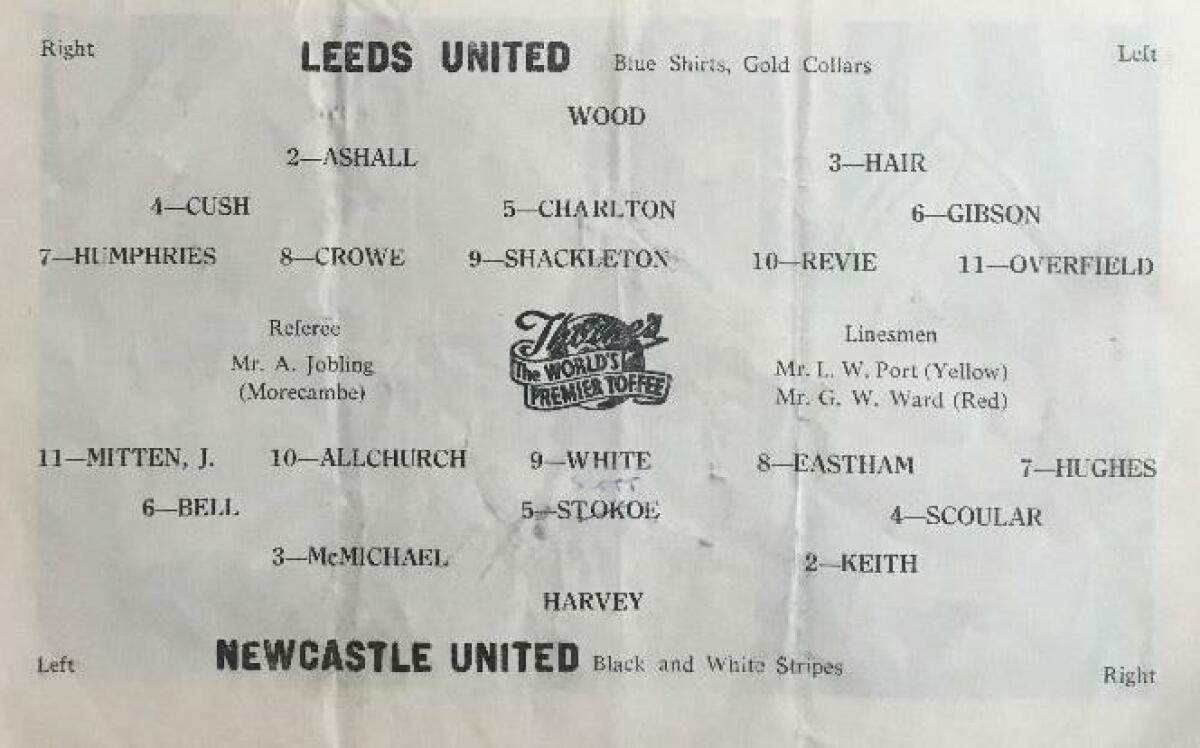 Right LEEDS UNITED Blue Shirts, Gold Collars Left
WOOD
2—ASHALL 3—HAIR
4—CUSH 5—CHARLTON 6—GIBSON
7—HUMPHRIES 8—CROWE 9—SHACKLETON 10—REVIE 11—OVERFIELD
Referee
Mr. A. Jobling
(Morecambe)
Thorne's
The WORLD'S
PREMIER TOFFEE
Linesmen
Mr. L. W. Port (Yellow)
Mr. G. W. Ward (Red)
11—MITTEN, J. 10—ALLCHURCH 9—WHITE 8—EASTHAM 7—HUGHES
6—BELL 5—STOKOE 4—SCOULAR
3—McMICHAEL 2—KEITH
HARVEY
Left NEWCASTLE UNITED Black and White Stripes Right